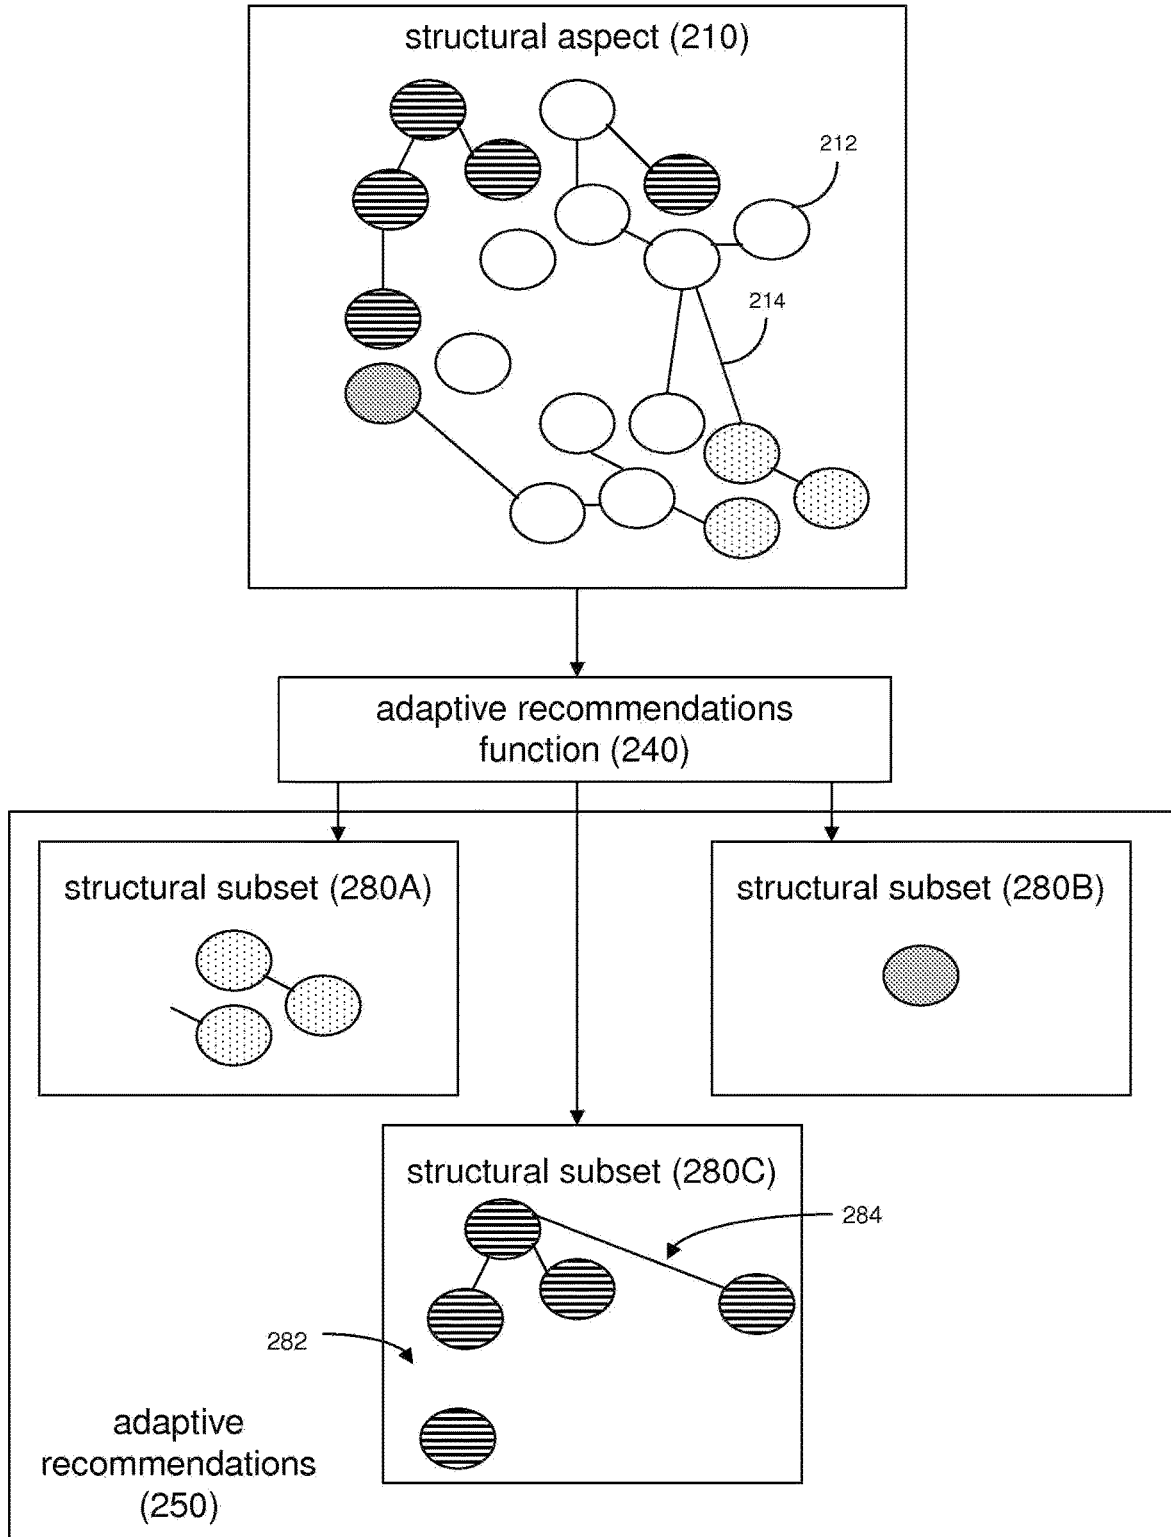 structural aspect (210)
212
214
adaptive recommendations
function (240)
structural subset (280A)
structural subset (280B)
structural subset (280C)
284
282
adaptive
recommendations
(250)